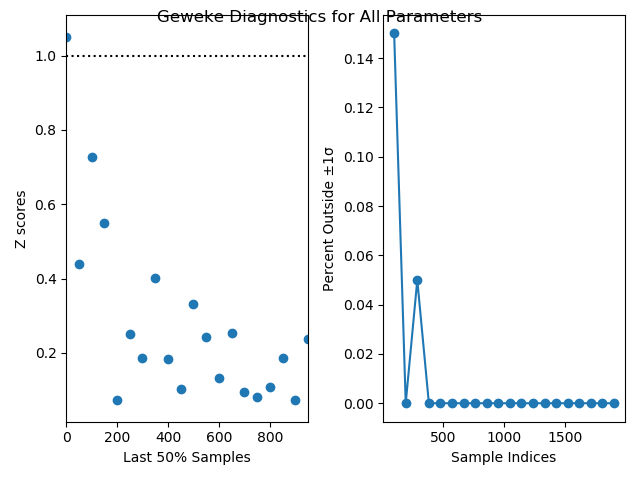 Geweke Diagnostics for All Parameters
Z scores
1.0
0.8
0.6
0.4
0.2
0 200 400 600 800
Last 50% Samples
Percent Outside ±1σ
0.14
0.12
0.10
0.08
0.06
0.04
0.02
0.00
500 1000 1500
Sample Indices